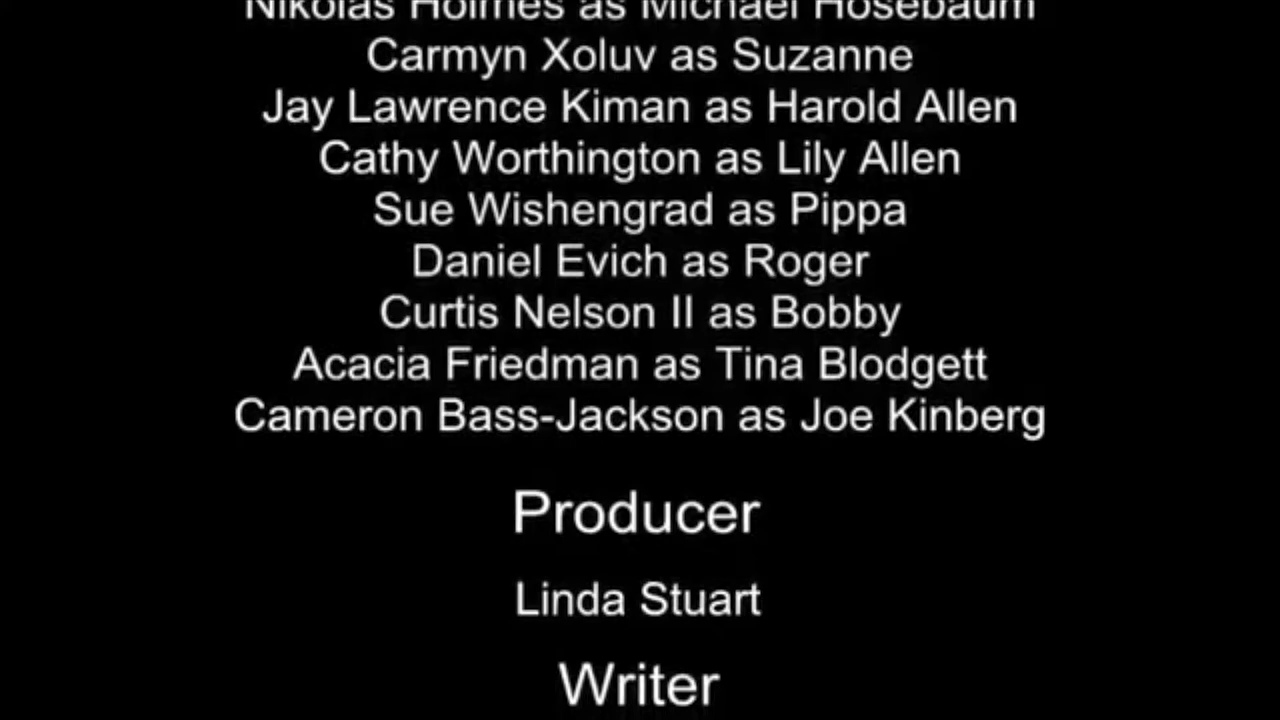 Nikolas Holmes as Michael Hosebaum
Carmyn Xoluv as Suzanne
Jay Lawrence Kiman as Harold Allen
Cathy Worthington as Lily Allen
Sue Wishengrad as Pippa
Daniel Evich as Roger
Curtis Nelson II as Bobby
Acacia Friedman as Tina Blodgett
Cameron Bass-Jackson as Joe Kinberg
Producer
Linda Stuart
Writer